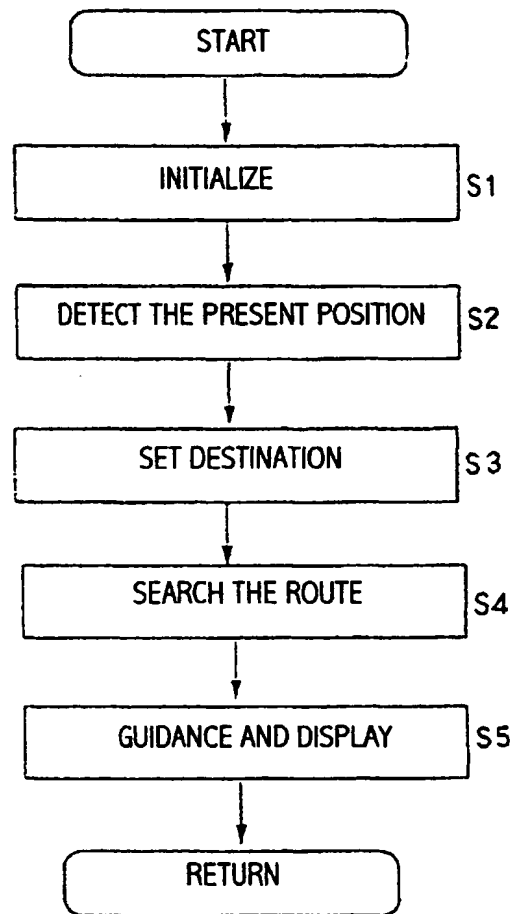 START
INITIALIZE S1
DETECT THE PRESENT POSITION S2
SET DESTINATION S3
SEARCH THE ROUTE S4
GUIDANCE AND DISPLAY S5
RETURN